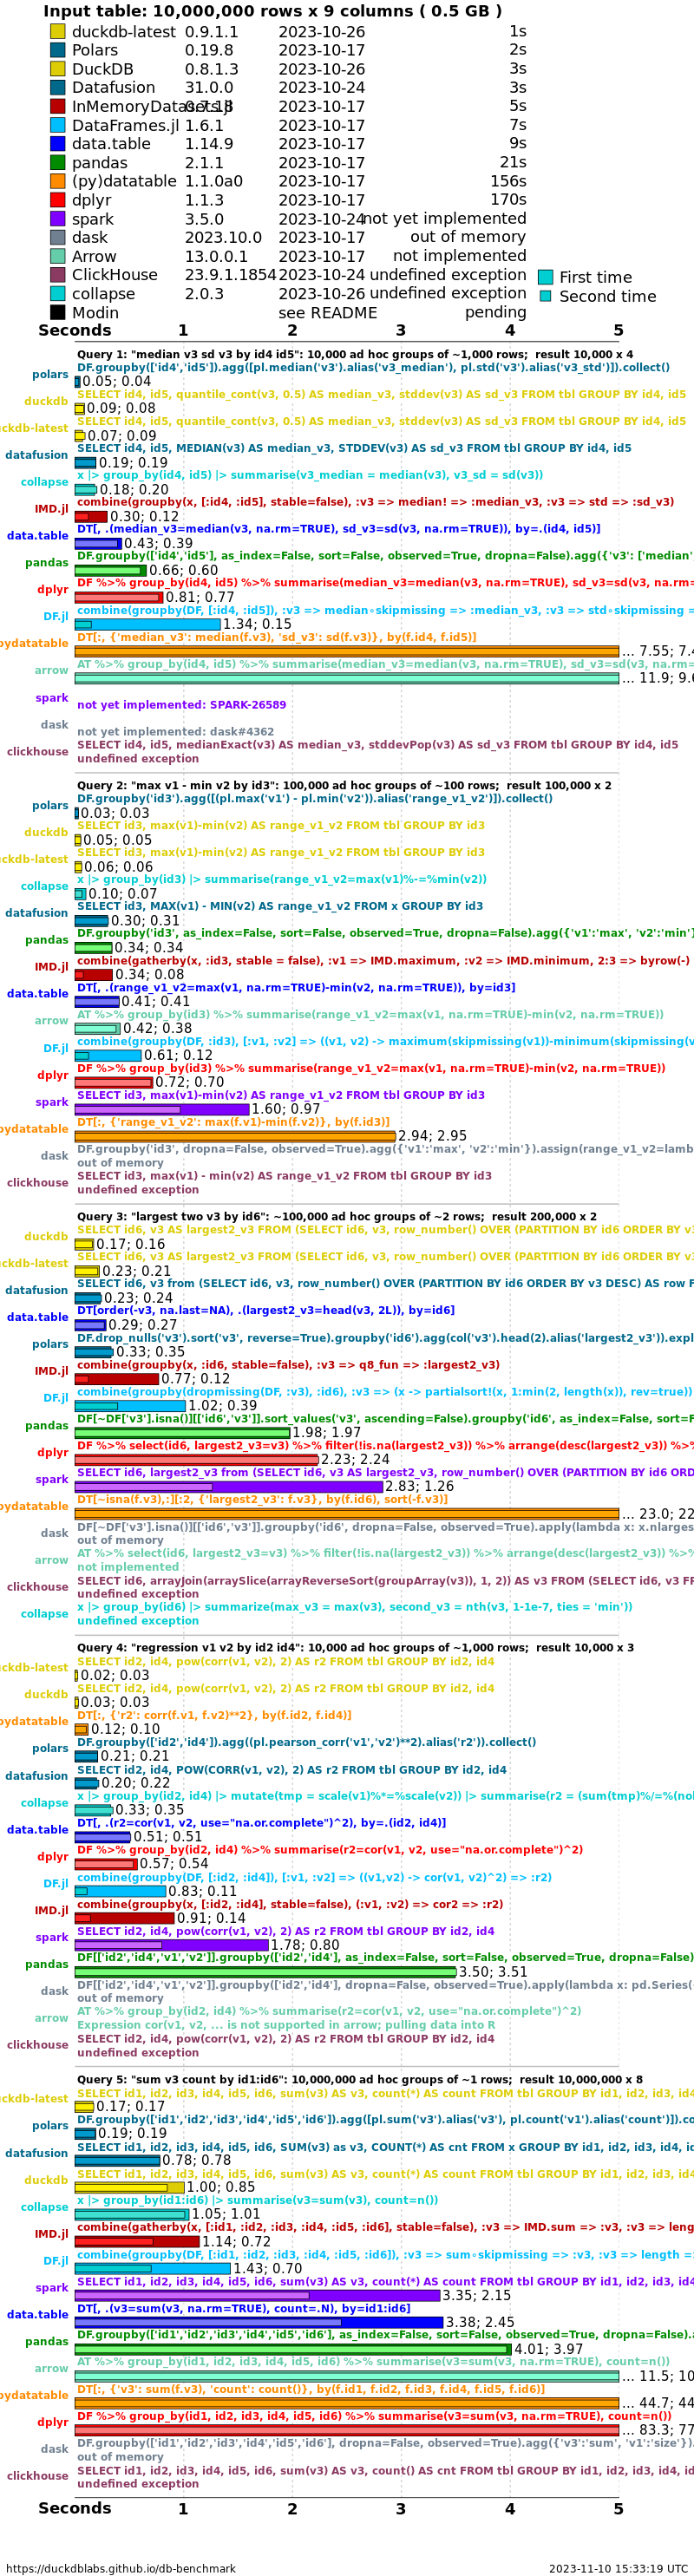 Input table: 10,000,000 rows x 9 columns ( 0.5 GB )
duckdb-latest 0.9.1.1 2023-10-26 1s
Polars 0.19.8 2023-10-17 2s
DuckDB 0.8.1.3 2023-10-26 3s
Datafusion 31.0.0 2023-10-24 3s
InMemoryDatasets.jl 0.7.18 2023-10-17 5s
DataFrames.jl 1.6.1 2023-10-17 7s
data.table 1.14.9 2023-10-17 9s
pandas 2.1.1 2023-10-17 21s
(py)datatable 1.1.0a0 2023-10-17 156s
dplyr 1.1.3 2023-10-17 170s
spark 3.5.0 2023-10-24 not yet implemented
dask 2023.10.0 2023-10-17 out of memory
Arrow 13.0.0.1 2023-10-17 not implemented
ClickHouse 23.9.1.1854 2023-10-24 undefined exception First time
collapse 2.0.3 2023-10-26 undefined exception Second time
Modin see README pending
Seconds 1 2 3 4 5
Query 1: "median v3 sd v3 by id4 id5": 10,000 ad hoc groups of ~1,000 rows; result 10,000 x 4
DF.groupby(['id4','id5']).agg([pl.median('v3').alias('v3_median'), pl.std('v3').alias('v3_std')]).collect()
polars 0.05; 0.04
SELECT id4, id5, quantile_cont(v3, 0.5) AS median_v3, stddev(v3) AS sd_v3 FROM tbl GROUP BY id4, id5
duckdb 0.09; 0.08
SELECT id4, id5, quantile_cont(v3, 0.5) AS median_v3, stddev(v3) AS sd_v3 FROM tbl GROUP BY id4, id5
uckdb-latest 0.07; 0.09
SELECT id4, id5, MEDIAN(v3) AS median_v3, STDDEV(v3) AS sd_v3 FROM tbl GROUP BY id4, id5
datafusion 0.19; 0.19
x |> group_by(id4, id5) |> summarise(v3_median = median(v3), v3_sd = sd(v3))
collapse 0.18; 0.20
combine(groupby(x, [:id4, :id5], stable=false), :v3 => median! => :median_v3, :v3 => std => :sd_v3)
IMD.jl 0.30; 0.12
DT[, .(median_v3=median(v3, na.rm=TRUE), sd_v3=sd(v3, na.rm=TRUE)), by=.(id4, id5)]
data.table 0.43; 0.39
DF.groupby(['id4','id5'], as_index=False, sort=False, observed=True, dropna=False).agg({'v3': ['median',
pandas 0.66; 0.60
DF %>% group_by(id4, id5) %>% summarise(median_v3=median(v3, na.rm=TRUE), sd_v3=sd(v3, na.rm=
dplyr 0.81; 0.77
combine(groupby(DF, [:id4, :id5]), :v3 => median∘skipmissing => :median_v3, :v3 => std∘skipmissing =
DF.jl 1.34; 0.15
DT[:, {'median_v3': median(f.v3), 'sd_v3': sd(f.v3)}, by(f.id4, f.id5)]
pydatatable ... 7.55; 7.4
AT %>% group_by(id4, id5) %>% summarise(median_v3=median(v3, na.rm=TRUE), sd_v3=sd(v3, na.rm=
arrow ... 11.9; 9.6
spark not yet implemented: SPARK-26589
dask not yet implemented: dask#4362
SELECT id4, id5, medianExact(v3) AS median_v3, stddevPop(v3) AS sd_v3 FROM tbl GROUP BY id4, id5
clickhouse undefined exception
Query 2: "max v1 - min v2 by id3": 100,000 ad hoc groups of ~100 rows; result 100,000 x 2
DF.groupby('id3').agg([(pl.max('v1') - pl.min('v2')).alias('range_v1_v2')]).collect()
polars 0.03; 0.03
SELECT id3, max(v1)-min(v2) AS range_v1_v2 FROM tbl GROUP BY id3
duckdb 0.05; 0.05
SELECT id3, max(v1)-min(v2) AS range_v1_v2 FROM tbl GROUP BY id3
uckdb-latest 0.06; 0.06
x |> group_by(id3) |> summarise(range_v1_v2=max(v1)%-=%min(v2))
collapse 0.10; 0.07
SELECT id3, MAX(v1) - MIN(v2) AS range_v1_v2 FROM x GROUP BY id3
datafusion 0.30; 0.31
DF.groupby('id3', as_index=False, sort=False, observed=True, dropna=False).agg({'v1':'max', 'v2':'min'}
pandas 0.34; 0.34
combine(gatherby(x, :id3, stable = false), :v1 => IMD.maximum, :v2 => IMD.minimum, 2:3 => byrow(-)
IMD.jl 0.34; 0.08
DT[, .(range_v1_v2=max(v1, na.rm=TRUE)-min(v2, na.rm=TRUE)), by=id3]
data.table 0.41; 0.41
AT %>% group_by(id3) %>% summarise(range_v1_v2=max(v1, na.rm=TRUE)-min(v2, na.rm=TRUE))
arrow 0.42; 0.38
combine(groupby(DF, :id3), [:v1, :v2] => ((v1, v2) -> maximum(skipmissing(v1))-minimum(skipmissing(v
DF.jl 0.61; 0.12
DF %>% group_by(id3) %>% summarise(range_v1_v2=max(v1, na.rm=TRUE)-min(v2, na.rm=TRUE))
dplyr 0.72; 0.70
SELECT id3, max(v1)-min(v2) AS range_v1_v2 FROM tbl GROUP BY id3
spark 1.60; 0.97
DT[:, {'range_v1_v2': max(f.v1)-min(f.v2)}, by(f.id3)]
pydatatable 2.94; 2.95
DF.groupby('id3', dropna=False, observed=True).agg({'v1':'max', 'v2':'min'}).assign(range_v1_v2=lamb
dask out of memory
SELECT id3, max(v1) - min(v2) AS range_v1_v2 FROM tbl GROUP BY id3
clickhouse undefined exception
Query 3: "largest two v3 by id6": ~100,000 ad hoc groups of ~2 rows; result 200,000 x 2
SELECT id6, v3 AS largest2_v3 FROM (SELECT id6, v3, row_number() OVER (PARTITION BY id6 ORDER BY v3
duckdb 0.17; 0.16
SELECT id6, v3 AS largest2_v3 FROM (SELECT id6, v3, row_number() OVER (PARTITION BY id6 ORDER BY v3
uckdb-latest 0.23; 0.21
SELECT id6, v3 from (SELECT id6, v3, row_number() OVER (PARTITION BY id6 ORDER BY v3 DESC) AS row F
datafusion 0.23; 0.24
DT[order(-v3, na.last=NA), .(largest2_v3=head(v3, 2L)), by=id6]
data.table 0.29; 0.27
DF.drop_nulls('v3').sort('v3', reverse=True).groupby('id6').agg(col('v3').head(2).alias('largest2_v3')).expl
polars 0.33; 0.35
combine(groupby(x, :id6, stable=false), :v3 => q8_fun => :largest2_v3)
IMD.jl 0.77; 0.12
combine(groupby(dropmissing(DF, :v3), :id6), :v3 => (x -> partialsort!(x, 1:min(2, length(x)), rev=true))
DF.jl 1.02; 0.39
DF[~DF['v3'].isna()][['id6','v3']].sort_values('v3', ascending=False).groupby('id6', as_index=False, sort=F
pandas 1.98; 1.97
DF %>% select(id6, largest2_v3=v3) %>% filter(!is.na(largest2_v3)) %>% arrange(desc(largest2_v3)) %>%
dplyr 2.23; 2.24
SELECT id6, largest2_v3 from (SELECT id6, v3 AS largest2_v3, row_number() OVER (PARTITION BY id6 ORD
spark 2.83; 1.26
DT[~isna(f.v3),:][:2, {'largest2_v3': f.v3}, by(f.id6), sort(-f.v3)]
pydatatable ... 23.0; 22
DF[~DF['v3'].isna()][['id6','v3']].groupby('id6', dropna=False, observed=True).apply(lambda x: x.nlarges
dask out of memory
AT %>% select(id6, largest2_v3=v3) %>% filter(!is.na(largest2_v3)) %>% arrange(desc(largest2_v3)) %>%
arrow not implemented
SELECT id6, arrayJoin(arraySlice(arrayReverseSort(groupArray(v3)), 1, 2)) AS v3 FROM (SELECT id6, v3 FR
clickhouse undefined exception
x |> group_by(id6) |> summarize(max_v3 = max(v3), second_v3 = nth(v3, 1-1e-7, ties = 'min'))
collapse undefined exception
Query 4: "regression v1 v2 by id2 id4": 10,000 ad hoc groups of ~1,000 rows; result 10,000 x 3
SELECT id2, id4, pow(corr(v1, v2), 2) AS r2 FROM tbl GROUP BY id2, id4
uckdb-latest 0.02; 0.03
SELECT id2, id4, pow(corr(v1, v2), 2) AS r2 FROM tbl GROUP BY id2, id4
duckdb 0.03; 0.03
DT[:, {'r2': corr(f.v1, f.v2)**2}, by(f.id2, f.id4)]
pydatatable 0.12; 0.10
DF.groupby(['id2','id4']).agg((pl.pearson_corr('v1','v2')**2).alias('r2')).collect()
polars 0.21; 0.21
SELECT id2, id4, POW(CORR(v1, v2), 2) AS r2 FROM tbl GROUP BY id2, id4
datafusion 0.20; 0.22
x |> group_by(id2, id4) |> mutate(tmp = scale(v1)%*=%scale(v2)) |> summarise(r2 = (sum(tmp)%/=%(nol
collapse 0.33; 0.35
DT[, .(r2=cor(v1, v2, use="na.or.complete")^2), by=.(id2, id4)]
data.table 0.51; 0.51
DF %>% group_by(id2, id4) %>% summarise(r2=cor(v1, v2, use="na.or.complete")^2)
dplyr 0.57; 0.54
combine(groupby(DF, [:id2, :id4]), [:v1, :v2] => ((v1,v2) -> cor(v1, v2)^2) => :r2)
DF.jl 0.83; 0.11
combine(groupby(x, [:id2, :id4], stable=false), (:v1, :v2) => cor2 => :r2)
IMD.jl 0.91; 0.14
SELECT id2, id4, pow(corr(v1, v2), 2) AS r2 FROM tbl GROUP BY id2, id4
spark 1.78; 0.80
DF[['id2','id4','v1','v2']].groupby(['id2','id4'], as_index=False, sort=False, observed=True, dropna=False)
pandas 3.50; 3.51
DF[['id2','id4','v1','v2']].groupby(['id2','id4'], dropna=False, observed=True).apply(lambda x: pd.Series(
dask out of memory
AT %>% group_by(id2, id4) %>% summarise(r2=cor(v1, v2, use="na.or.complete")^2)
arrow Expression cor(v1, v2, ... is not supported in arrow; pulling data into R
SELECT id2, id4, pow(corr(v1, v2), 2) AS r2 FROM tbl GROUP BY id2, id4
clickhouse undefined exception
Query 5: "sum v3 count by id1:id6": 10,000,000 ad hoc groups of ~1 rows; result 10,000,000 x 8
SELECT id1, id2, id3, id4, id5, id6, sum(v3) AS v3, count(*) AS count FROM tbl GROUP BY id1, id2, id3, id4
uckdb-latest 0.17; 0.17
DF.groupby(['id1','id2','id3','id4','id5','id6']).agg([pl.sum('v3').alias('v3'), pl.count('v1').alias('count')]).co
polars 0.19; 0.19
SELECT id1, id2, id3, id4, id5, id6, SUM(v3) as v3, COUNT(*) AS cnt FROM x GROUP BY id1, id2, id3, id4, id
datafusion 0.78; 0.78
SELECT id1, id2, id3, id4, id5, id6, sum(v3) AS v3, count(*) AS count FROM tbl GROUP BY id1, id2, id3, id4
duckdb 1.00; 0.85
x |> group_by(id1:id6) |> summarise(v3=sum(v3), count=n())
collapse 1.05; 1.01
combine(gatherby(x, [:id1, :id2, :id3, :id4, :id5, :id6], stable=false), :v3 => IMD.sum => :v3, :v3 => leng
IMD.jl 1.14; 0.72
combine(groupby(DF, [:id1, :id2, :id3, :id4, :id5, :id6]), :v3 => sum∘skipmissing => :v3, :v3 => length =
DF.jl 1.43; 0.70
SELECT id1, id2, id3, id4, id5, id6, sum(v3) AS v3, count(*) AS count FROM tbl GROUP BY id1, id2, id3, id4
spark 3.35; 2.15
DT[, .(v3=sum(v3, na.rm=TRUE), count=.N), by=id1:id6]
data.table 3.38; 2.45
DF.groupby(['id1','id2','id3','id4','id5','id6'], as_index=False, sort=False, observed=True, dropna=False).a
pandas 4.01; 3.97
AT %>% group_by(id1, id2, id3, id4, id5, id6) %>% summarise(v3=sum(v3, na.rm=TRUE), count=n())
arrow ... 11.5; 10
DT[:, {'v3': sum(f.v3), 'count': count()}, by(f.id1, f.id2, f.id3, f.id4, f.id5, f.id6)]
pydatatable ... 44.7; 44
DF %>% group_by(id1, id2, id3, id4, id5, id6) %>% summarise(v3=sum(v3, na.rm=TRUE), count=n())
dplyr ... 83.3; 77
DF.groupby(['id1','id2','id3','id4','id5','id6'], dropna=False, observed=True).agg({'v3':'sum', 'v1':'size'}).
dask out of memory
SELECT id1, id2, id3, id4, id5, id6, sum(v3) AS v3, count() AS cnt FROM tbl GROUP BY id1, id2, id3, id4, id
clickhouse undefined exception
Seconds 1 2 3 4 5
https://duckdblabs.github.io/db-benchmark 2023-11-10 15:33:19 UTC